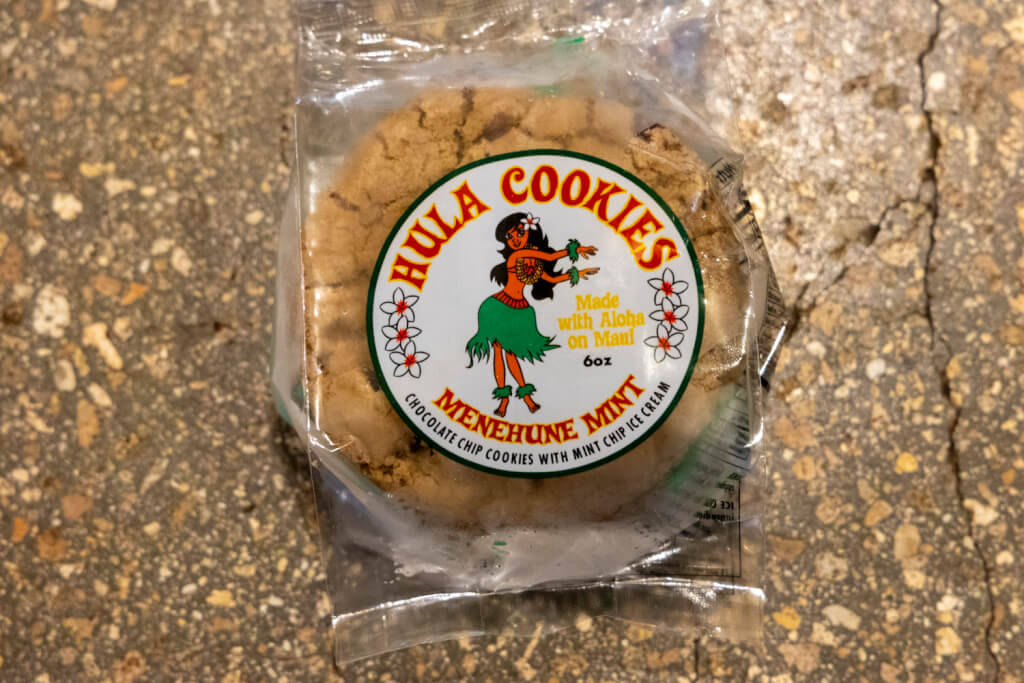 HULA COOKIES
Made
with Aloha
on Maui
6oz
MENEHUNE MINT
CHOCOLATE CHIP COOKIES WITH MINT CHIP ICE CREAM